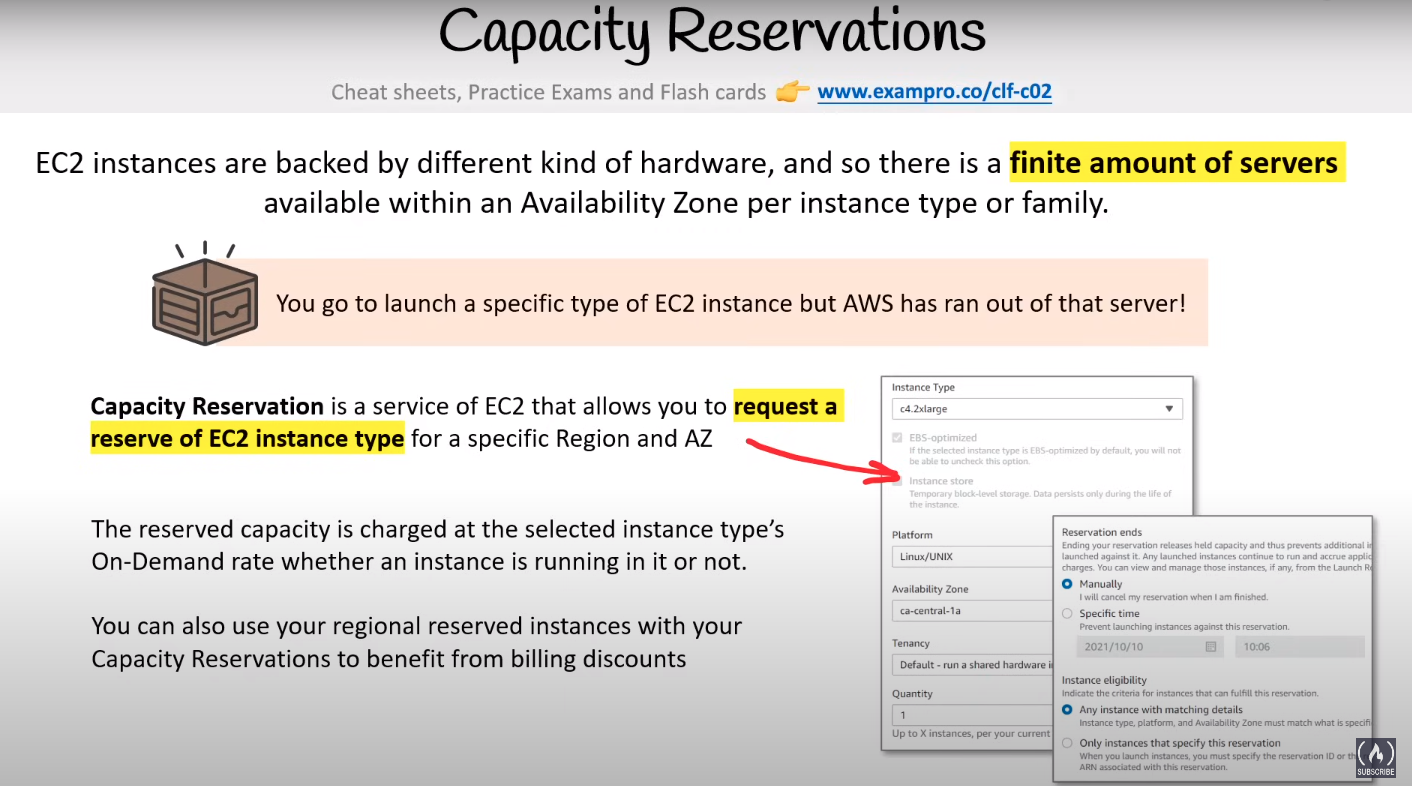 Capacity Reservations
Cheat sheets, Practice Exams and Flash cards 👉 www.exampro.co/clf-c02
EC2 instances are backed by different kind of hardware, and so there is a finite amount of servers
available within an Availability Zone per instance type or family.
You go to launch a specific type of EC2 instance but AWS has ran out of that server!
Capacity Reservation is a service of EC2 that allows you to request a
reserve of EC2 instance type for a specific Region and AZ
The reserved capacity is charged at the selected instance type's
On-Demand rate whether an instance is running in it or not.
You can also use your regional reserved instances with your
Capacity Reservations to benefit from billing discounts
Instance Type
c4.2xlarge
EBS-optimized
If the selected instance type is EBS-optimized by default, you will not
be able to uncheck this option.
Instance store
Temporary block-level storage. Data persists only during the life of
the instance.
Platform
Linux/UNIX
Availability Zone
ca-central-1a
Tenancy
Default - run a shared hardware
Quantity
1
Up to X instances, per your current
Reservation ends
Ending your reservation releases held capacity and thus prevents additional
launched against it. Any launched instances continue to run and accrue
charges. You can view and manage those instances, if any, from the Launch
Manually
I will cancel my reservation when I am finished.
Specific time
Prevent launching instances against this reservation.
2021/10/10
10:06
Instance eligibility
Indicate the criteria for instances that can fulfill this reservation.
Any instance with matching details
Instance type, platform, and Availability Zone must match what is
Only instances that specify this reservation
When you launch instances, you must specify the reservation ID or
ARN associated with this reservation.
SUBSCRIBE